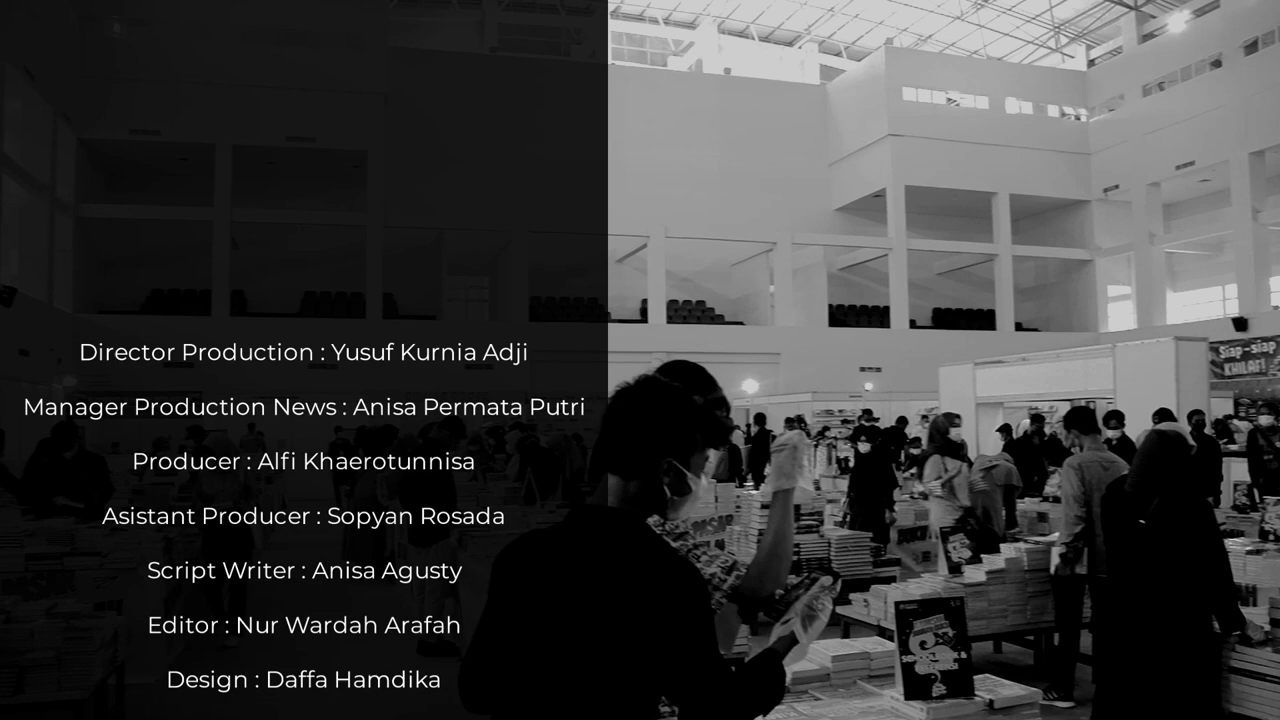 Director Production : Yusuf Kurnia Adji
Manager Production News : Anisa Permata Putri
Producer : Alfi Khaerotunnisa
Asistant Producer : Sopyan Rosada
Script Writer : Anisa Agusty
Editor : Nur Wardah Arafah
Design : Daffa Hamdika
Siap-siap
KHILAF!